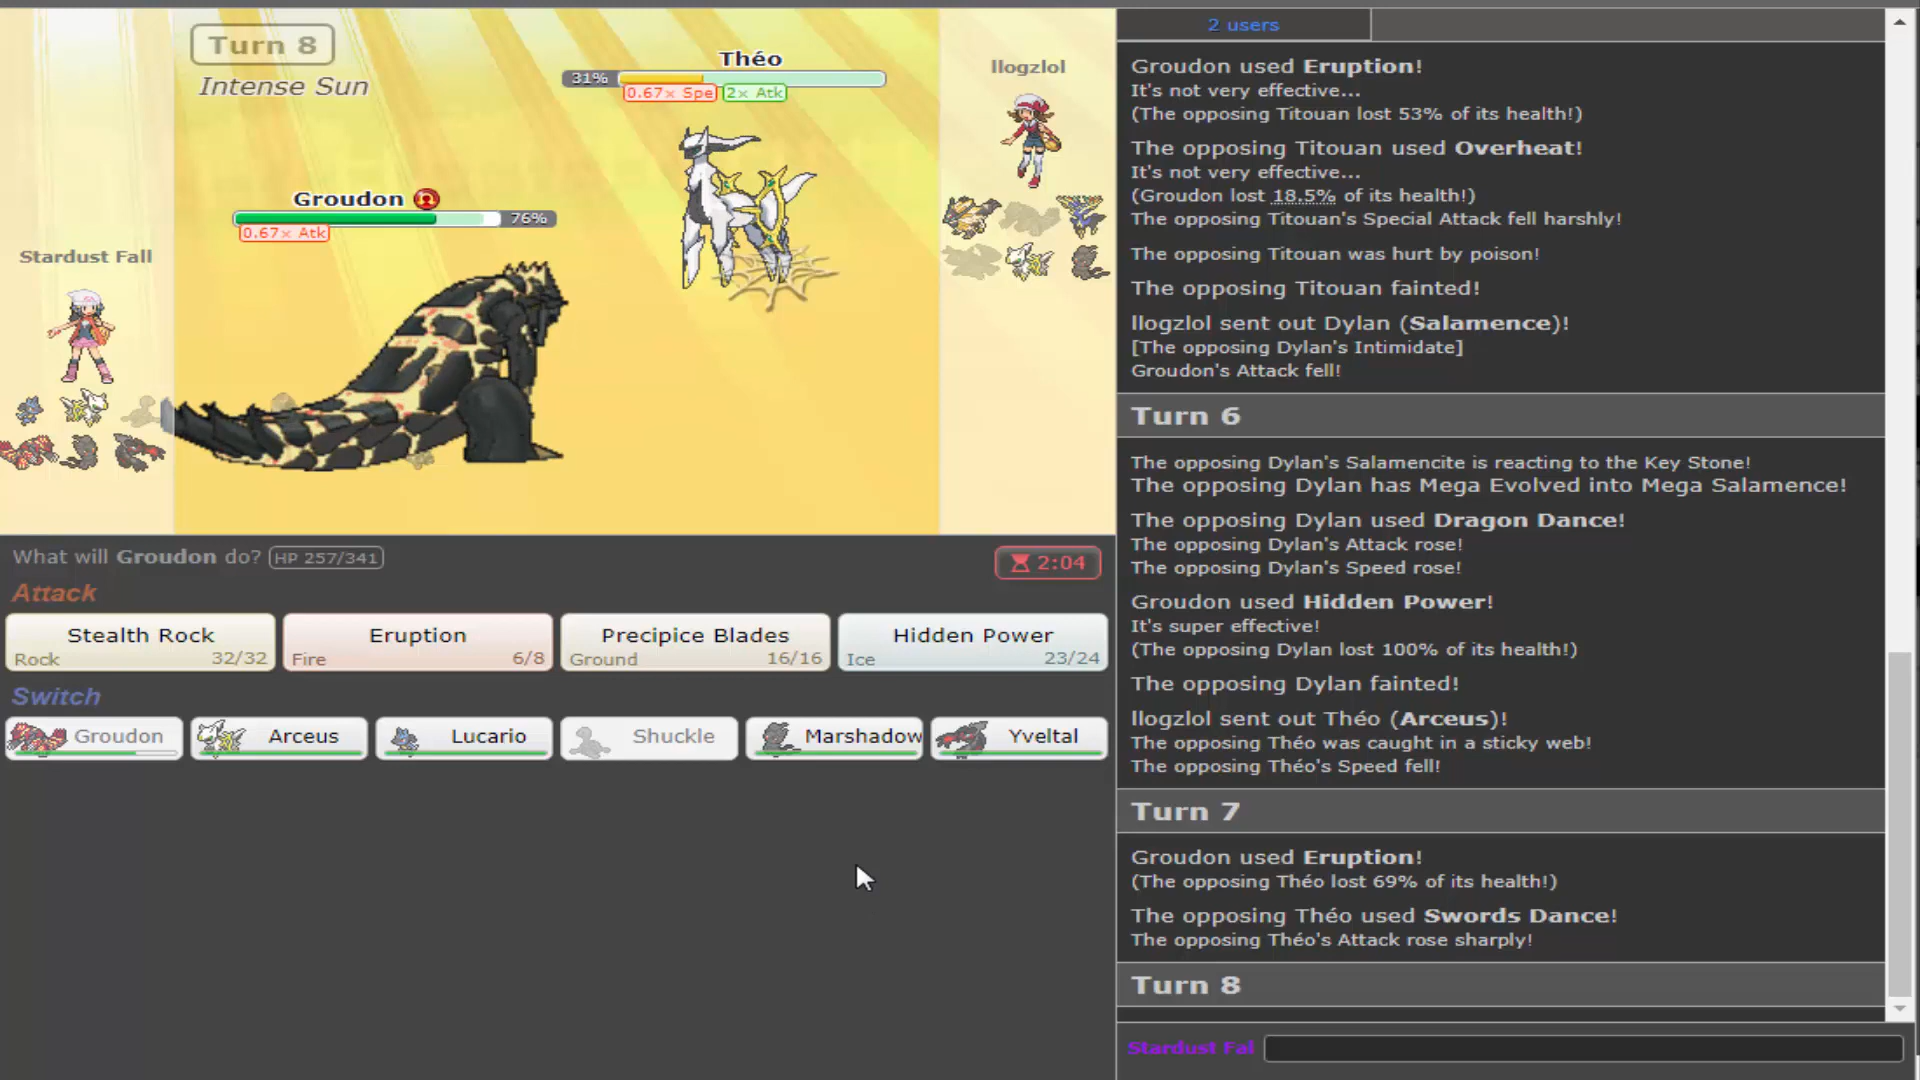 Turn 8
Intense Sun
Théo
31%
0.67× Spe 2× Atk
Groudon
76%
0.67× Atk
Stardust Fall
llogzlol
What will Groudon do? HP 257/341
2:04
Attack
Stealth Rock
Rock 32/32
Eruption
Fire 6/8
Precipice Blades
Ground 16/16
Hidden Power
Ice 23/24
Switch
Groudon
Arceus
Lucario
Shuckle
Marshadow
Yveltal
2 users
Groudon used Eruption!
It's not very effective...
(The opposing Titouan lost 53% of its health!)
The opposing Titouan used Overheat!
It's not very effective...
(Groudon lost 18.5% of its health!)
The opposing Titouan's Special Attack fell harshly!
The opposing Titouan was hurt by poison!
The opposing Titouan fainted!
llogzlol sent out Dylan (Salamence)!
[The opposing Dylan's Intimidate]
Groudon's Attack fell!
Turn 6
The opposing Dylan's Salamencite is reacting to the Key Stone!
The opposing Dylan has Mega Evolved into Mega Salamence!
The opposing Dylan used Dragon Dance!
The opposing Dylan's Attack rose!
The opposing Dylan's Speed rose!
Groudon used Hidden Power!
It's super effective!
(The opposing Dylan lost 100% of its health!)
The opposing Dylan fainted!
llogzlol sent out Théo (Arceus)!
The opposing Théo was caught in a sticky web!
The opposing Théo's Speed fell!
Turn 7
Groudon used Eruption!
(The opposing Théo lost 69% of its health!)
The opposing Théo used Swords Dance!
The opposing Théo's Attack rose sharply!
Turn 8
Stardust Fal